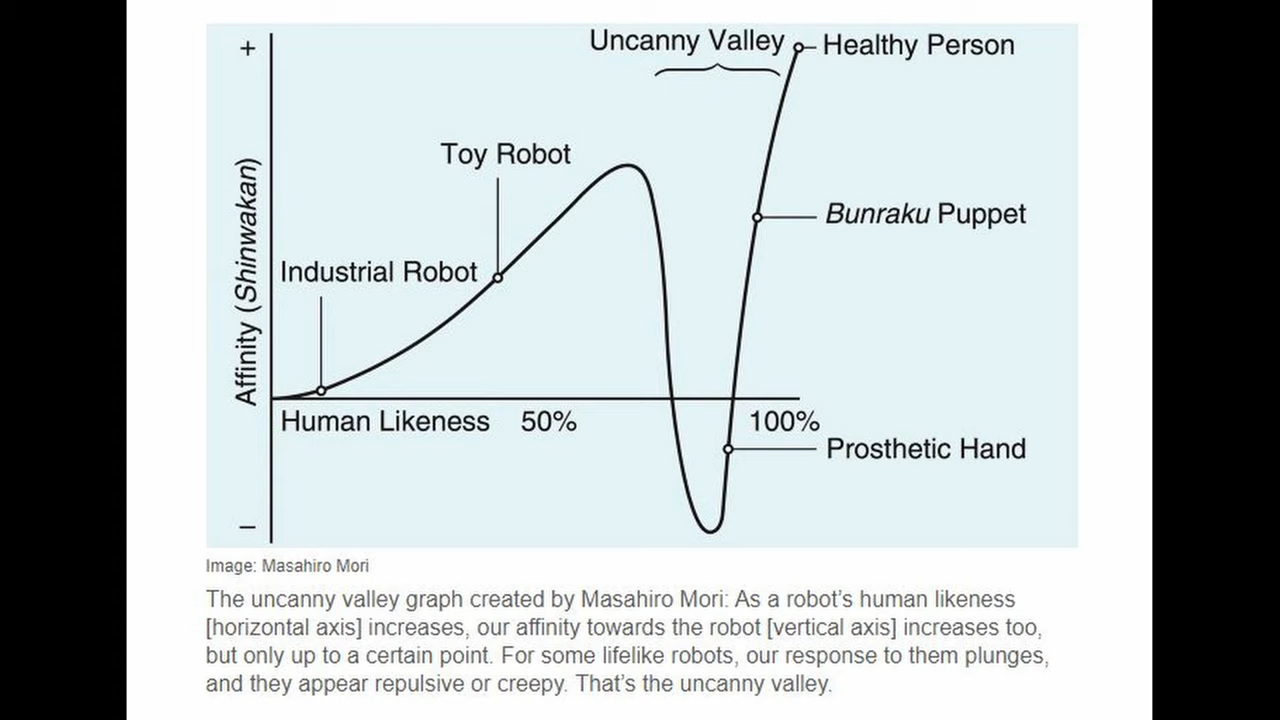 +
Uncanny Valley
Healthy Person
Toy Robot
Affinity (Shinwakan)
Bunraku Puppet
Industrial Robot
Human Likeness 50% 100%
Prosthetic Hand
–
Image: Masahiro Mori
The uncanny valley graph created by Masahiro Mori: As a robot’s human likeness
[horizontal axis] increases, our affinity towards the robot [vertical axis] increases too,
but only up to a certain point. For some lifelike robots, our response to them plunges,
and they appear repulsive or creepy. That’s the uncanny valley.